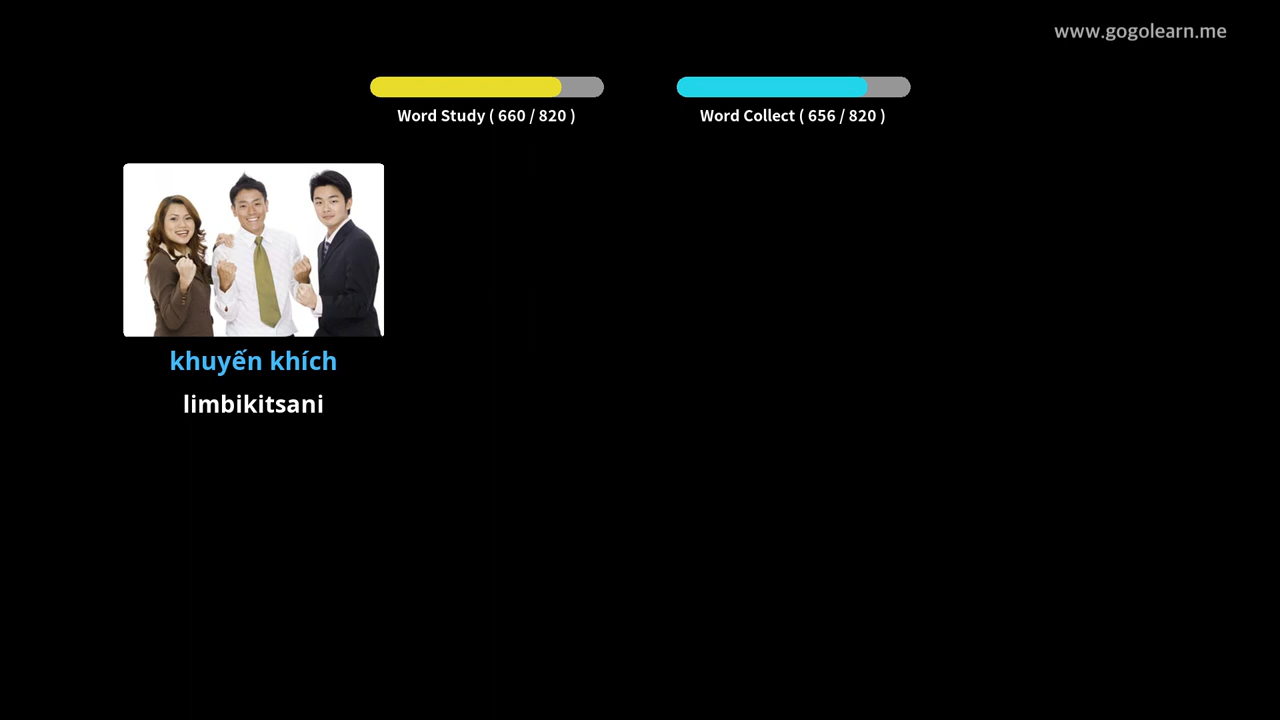 www.gogolearn.me
Word Study ( 660 / 820 )
Word Collect ( 656 / 820 )
khuyến khích
limbikitsani